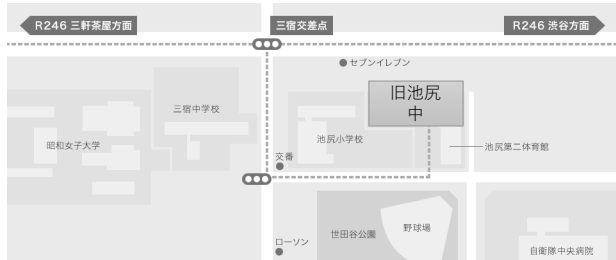 R246 三軒茶屋方面
三宿交差点
R246 渋谷方面
セブンイレブン
旧池尻
中
三宿中学校
昭和女子大学
池尻小学校
池尻第二体育館
交番
世田谷公園
野球場
ローソン
自衛隊中央病院